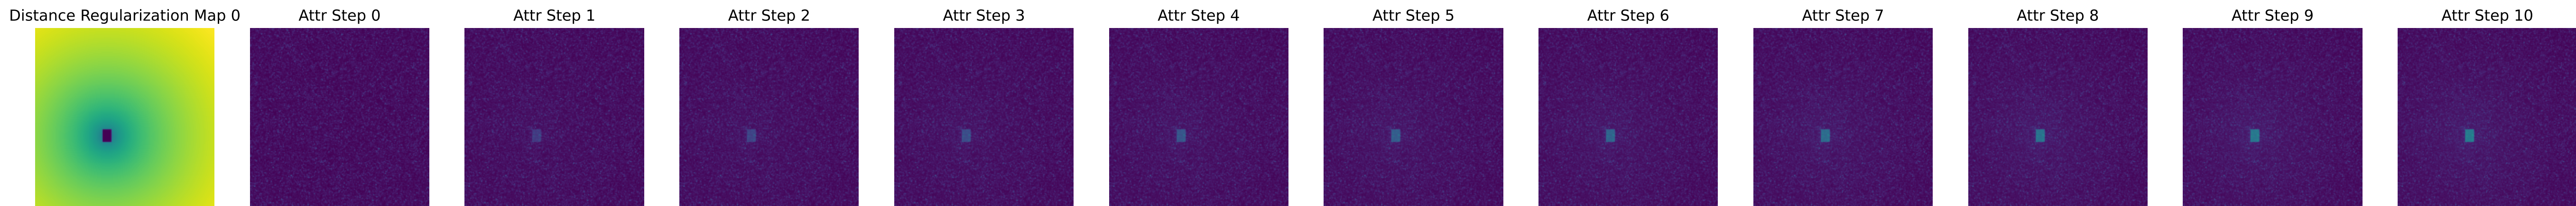 Distance Regularization Map 0
Attr Step 0
Attr Step 1
Attr Step 2
Attr Step 3
Attr Step 4
Attr Step 5
Attr Step 6
Attr Step 7
Attr Step 8
Attr Step 9
Attr Step 10